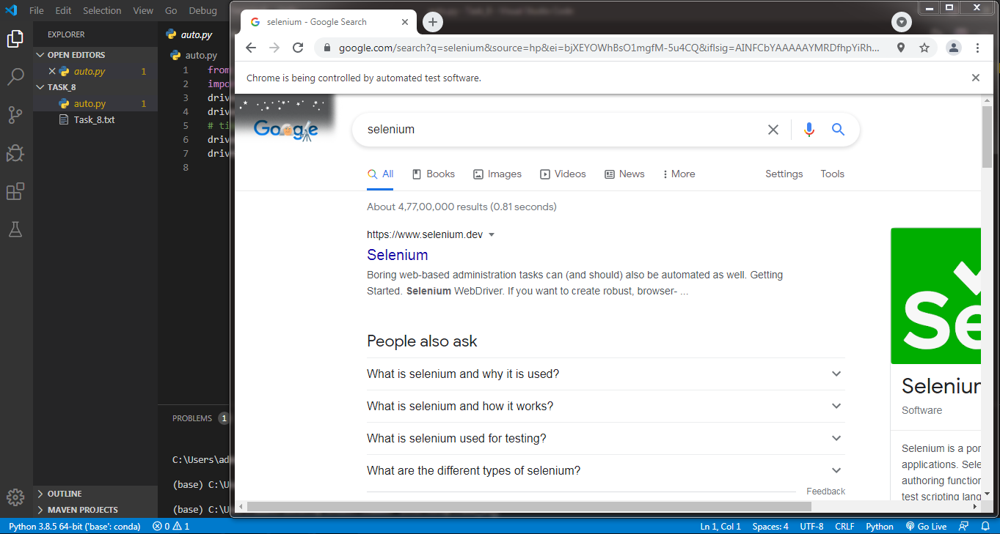 File Edit Selection View Go Debug
EXPLORER
OPEN EDITORS
auto.py 1
TASK_8
auto.py 1
Task_8.txt
OUTLINE
MAVEN PROJECTS
auto.py
auto.py
1 from
2 impo
3 driv
4 driv
5 # ti
6 driv
7 driv
8
PROBLEMS 1
C:\Users\ad
(base) C:\U
(base) C:\U
selenium - Google Search
google.com/search?q=selenium&source=hp&ei=bjXEYOWhBsO1mgfM-5u4CQ&iflsig=AINFCbYAAAAAYMRDfhpYiRh...
Chrome is being controlled by automated test software.
Google
selenium
All Books Images Videos News More Settings Tools
About 4,77,00,000 results (0.81 seconds)
https://www.selenium.dev
Selenium
Boring web-based administration tasks can (and should) also be automated as well. Getting
Started. Selenium WebDriver. If you want to create robust, browser- ...
People also ask
What is selenium and why it is used?
What is selenium and how it works?
What is selenium used for testing?
What are the different types of selenium?
Feedback
Se
Selenium
Software
Selenium is a por
applications. Sele
authoring function
test scripting lang
Python 3.8.5 64-bit ('base': conda) 0 1 Ln 1, Col 1 Spaces: 4 UTF-8 CRLF Python Go Live